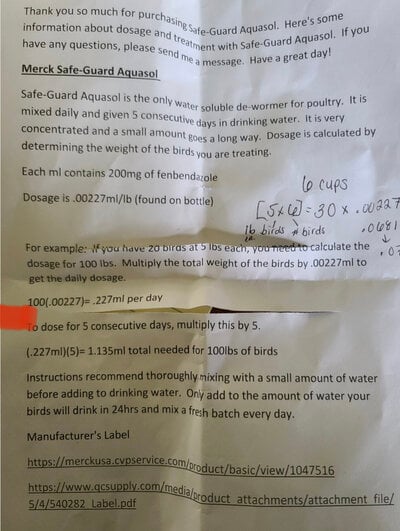 Thank you so much for purchasing Safe-Guard Aquasol. Here's some
information about dosage and treatment with Safe-Guard Aquasol. If you
have any questions, please send me a message. Have a great day!
Merck Safe-Guard Aquasol
Safe-Guard Aquasol is the only water soluble de-wormer for poultry. It is
mixed daily and given 5 consecutive days in drinking water. It is very
concentrated and a small amount goes a long way. Dosage is calculated by
determining the weight of the birds you are treating.
Each ml contains 200mg of fenbendazole
6 cups
Dosage is .00227ml/lb (found on bottle)
[5x6] = 30 x .00227
lb birds # birds
.0681
.07
For example: If you have 20 birds at 5 lbs each, you need to calculate the
dosage for 100 lbs. Multiply the total weight of the birds by .00227ml to
get the daily dosage.
100(.00227)= .227ml per day
To dose for 5 consecutive days, multiply this by 5.
(.227ml)(5)= 1.135ml total needed for 100lbs of birds
Instructions recommend thoroughly mixing with a small amount of water
before adding to drinking water. Only add to the amount of water your
birds will drink in 24hrs and mix a fresh batch every day.
Manufacturer's Label
https://merckusa.cvpservice.com/product/basic/view/1047516
https://www.qcsupply.com/media/product_attachments/attachment_file/
5/4/540282_Label.pdf